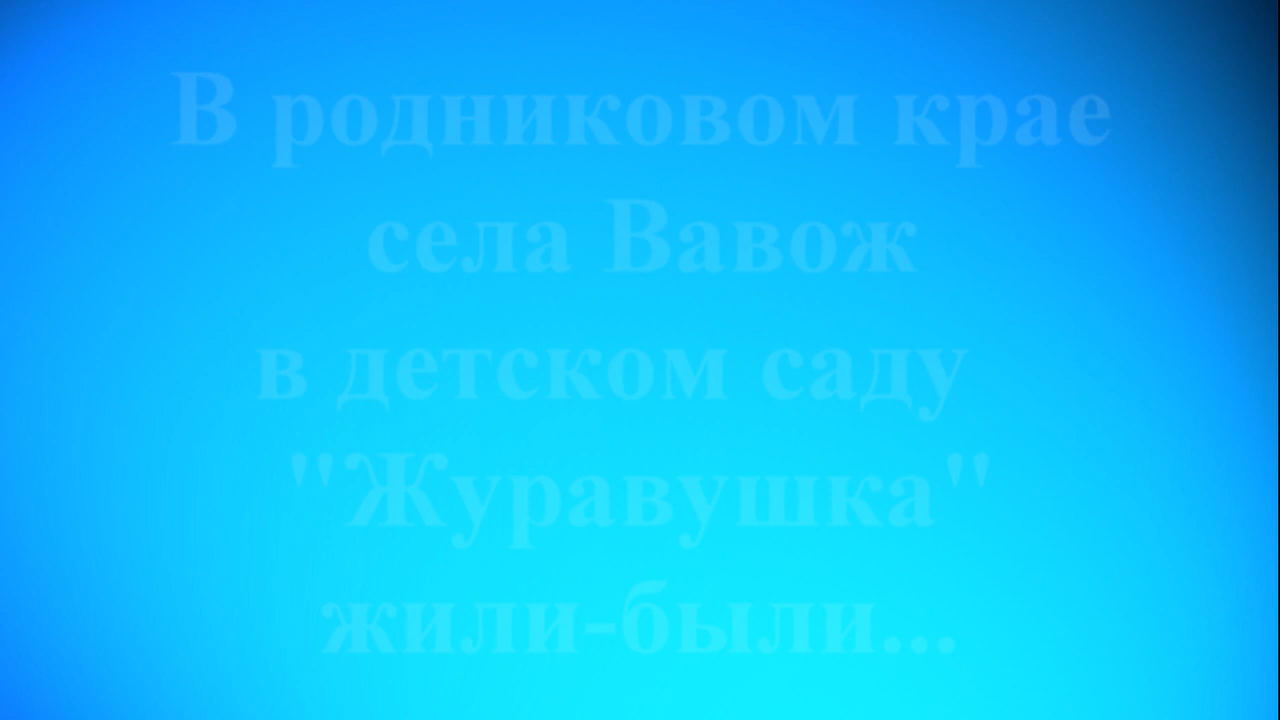 В родниковом крае
села Вавож
в детском саду
"Журавушка"
жили-были...